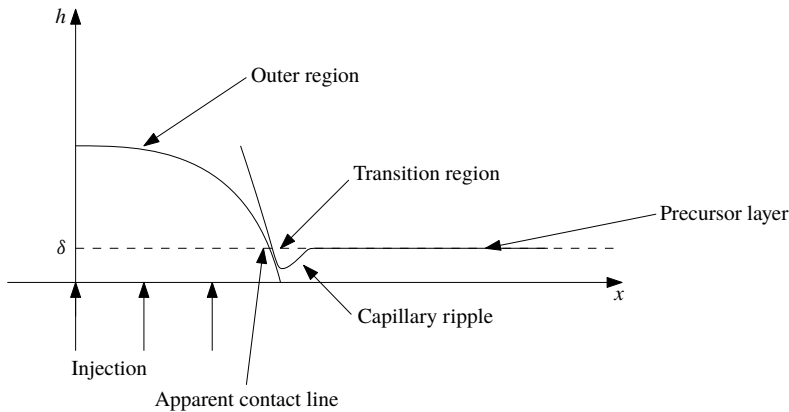 h
Outer region
Transition region
Precursor layer
δ
x
Capillary ripple
Injection
Apparent contact line